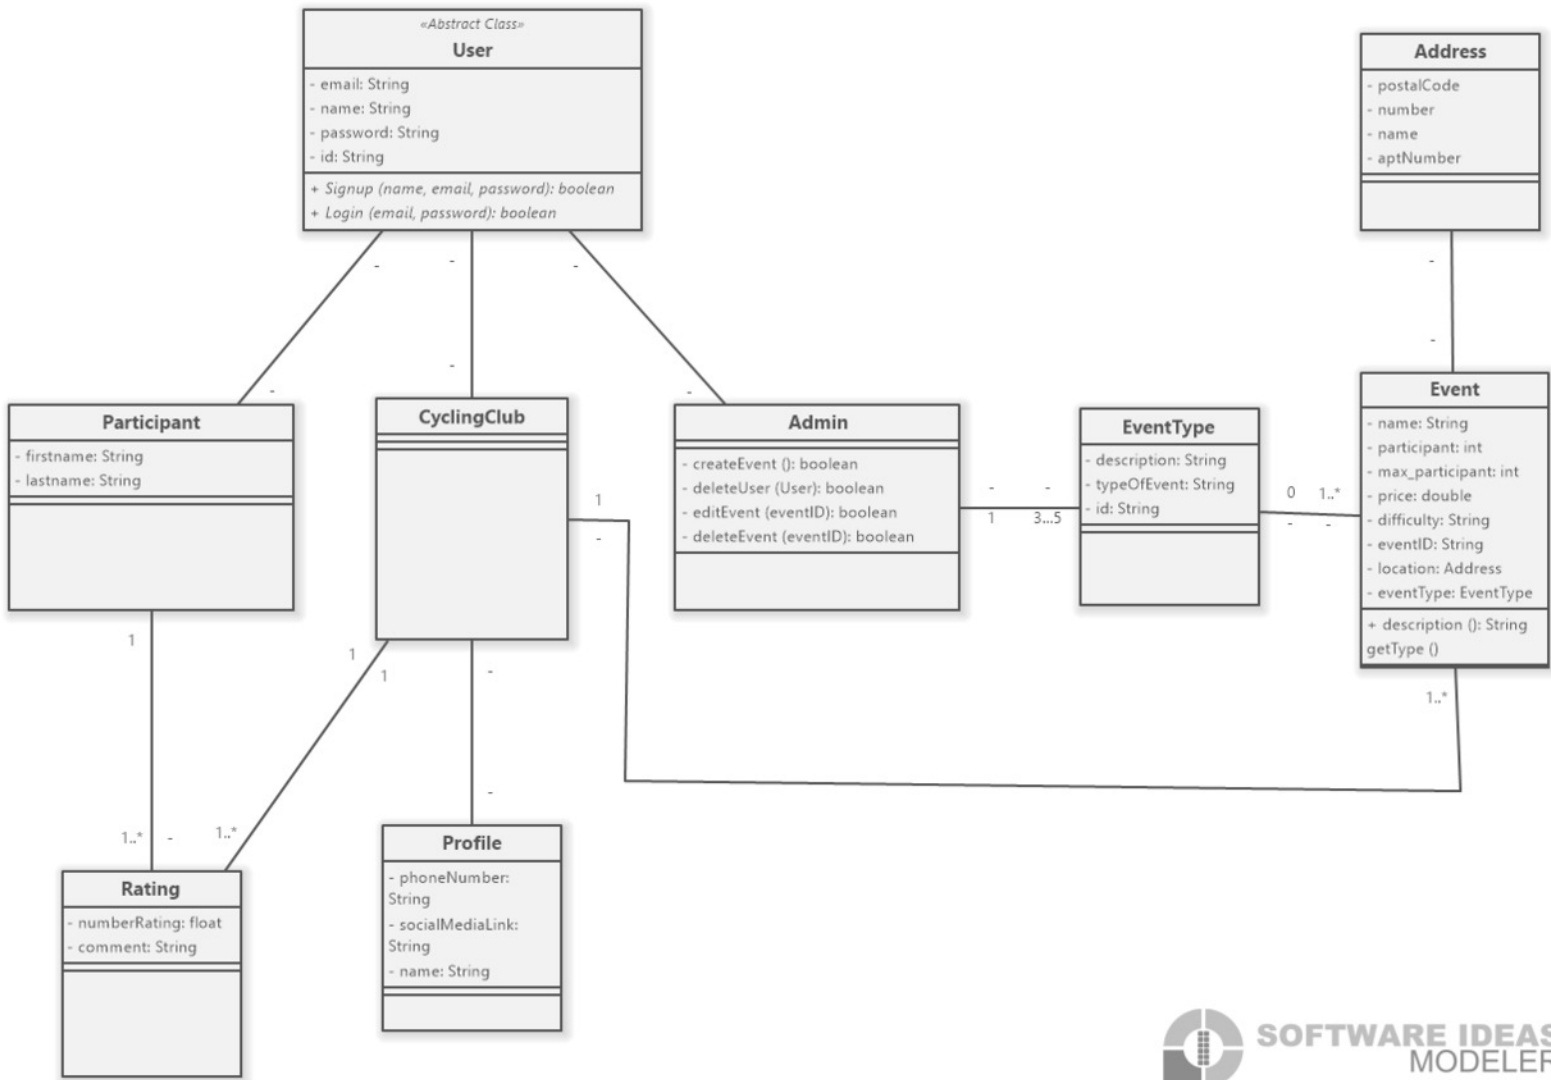 «Abstract Class»
User
- email: String
- name: String
- password: String
- id: String
+ Signup (name, email, password): boolean
+ Login (email, password): boolean
Address
- postalCode
- number
- name
- aptNumber
-
-
-
-
-
-
-
-
Participant
- firstname: String
- lastname: String
CyclingClub
Admin
- createEvent (): boolean
- deleteUser (User): boolean
- editEvent (eventID): boolean
- deleteEvent (eventID): boolean
- -
1 3...5
EventType
- description: String
- typeOfEvent: String
- id: String
0 1..*
- -
Event
- name: String
- participant: int
- max_participant: int
- price: double
- difficulty: String
- eventID: String
- location: Address
- eventType: EventType
+ description (): String
getType ()
1
-
1..*
1
1
1
-
-
1..* -
1..*
Rating
- numberRating: float
- comment: String
Profile
- phoneNumber:
String
- socialMediaLink:
String
- name: String
SOFTWARE IDEAS
MODELER